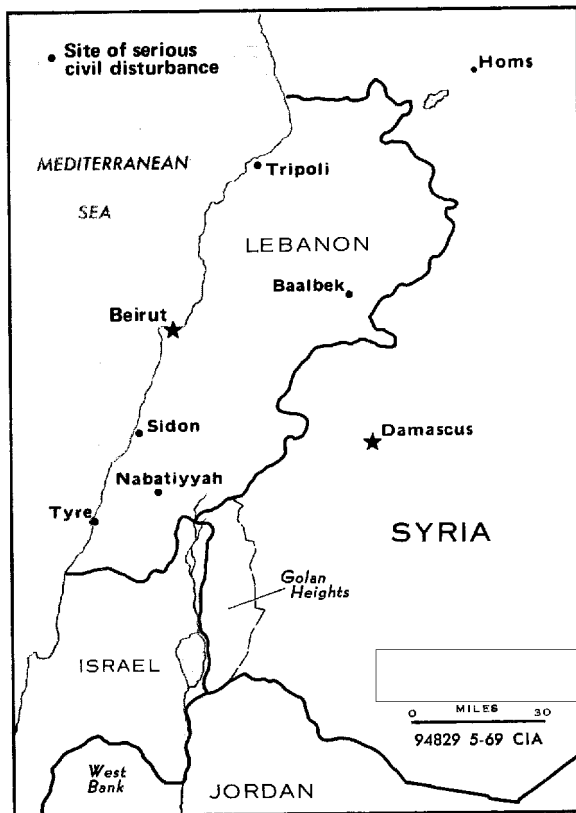 Site of serious
civil disturbance
Homs
MEDITERRANEAN
SEA
Tripoli
LEBANON
Baalbek
Beirut
Sidon
Damascus
Nabatiyyah
Tyre
SYRIA
Golan
Heights
ISRAEL
0 MILES 30
94829 5-69 CIA
West
Bank
JORDAN